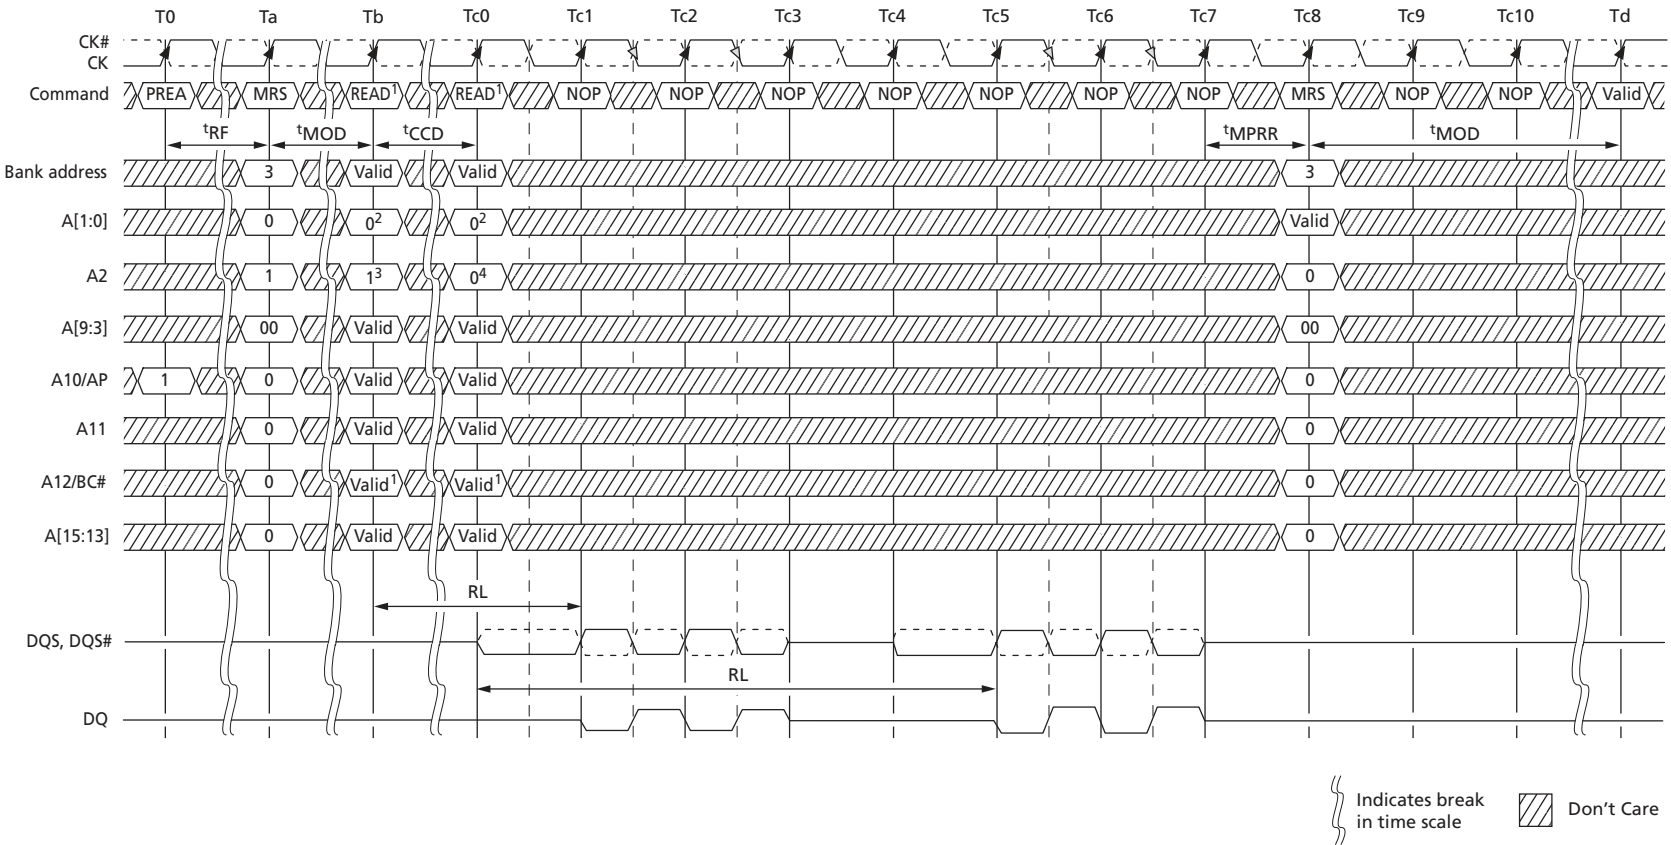 T0 Ta Tb Tc0 Tc1 Tc2 Tc3 Tc4 Tc5 Tc6 Tc7 Tc8 Tc9 Tc10 Td
CK#
CK
Command PREA MRS READ1 READ1 NOP NOP NOP NOP NOP NOP NOP MRS NOP NOP Valid
tRF tMOD tCCD tMPRR tMOD
Bank address 3 Valid Valid 3
A[1:0] 0 02 02 Valid
A2 1 13 04 0
A[9:3] 00 Valid Valid 00
A10/AP 1 0 Valid Valid 0
A11 0 Valid Valid 0
A12/BC# 0 Valid1 Valid1 0
A[15:13] 0 Valid Valid 0
RL
DQS, DQS#
RL
DQ
Indicates break
in time scale
Don't Care